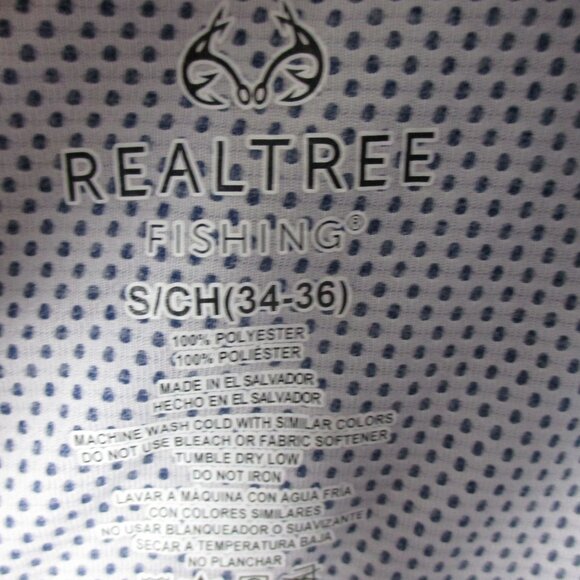 REALTREE
FISHING®
S/CH(34-36)
100% POLYESTER
100% POLIÉSTER
MADE IN EL SALVADOR
HECHO EN EL SALVADOR
MACHINE WASH COLD WITH SIMILAR COLORS
DO NOT USE BLEACH OR FABRIC SOFTENER
TUMBLE DRY LOW
DO NOT IRON
LAVAR A MÁQUINA CON AGUA FRÍA
CON COLORES SIMILARES
NO USAR BLANQUEADOR O SUAVIZANTE
SECAR A TEMPERATURA BAJA
NO PLANCHAR